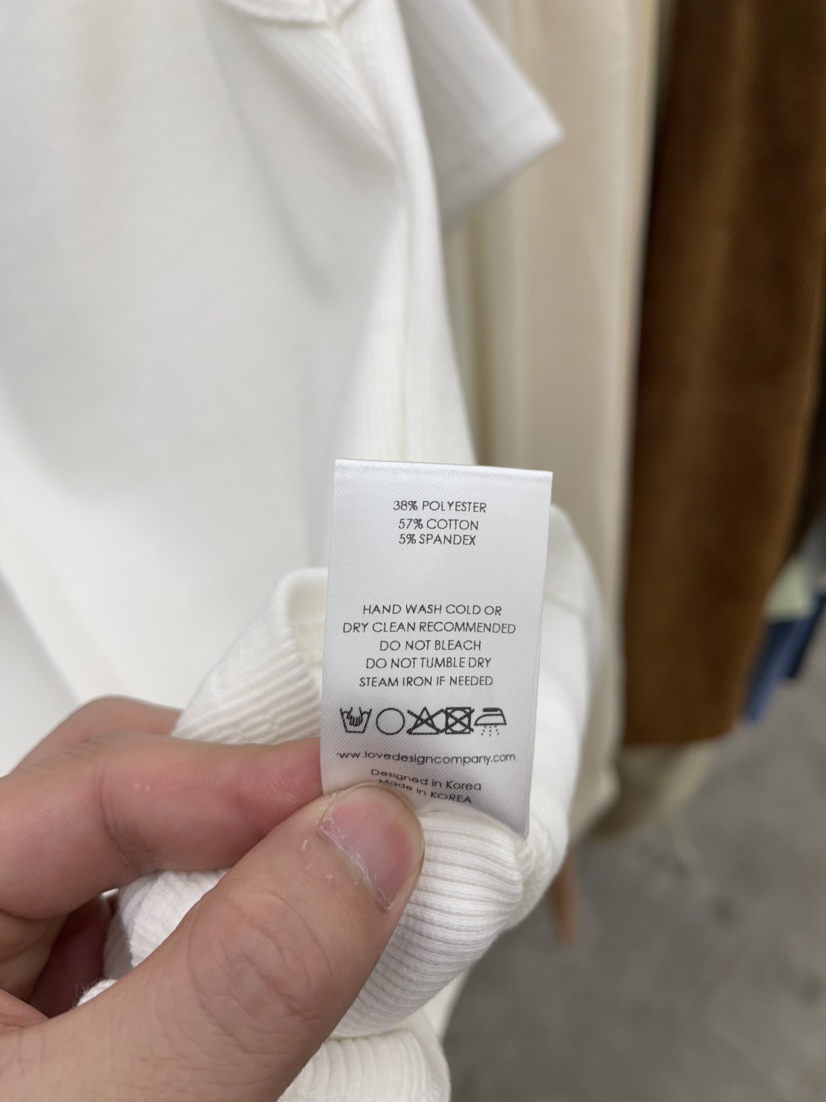 38% POLYESTER
57% COTTON
5% SPANDEX
HAND WASH COLD OR
DRY CLEAN RECOMMENDED
DO NOT BLEACH
DO NOT TUMBLE DRY
STEAM IRON IF NEEDED
www.lovedesigncompany.com
Designed in Korea
Made in KOREA